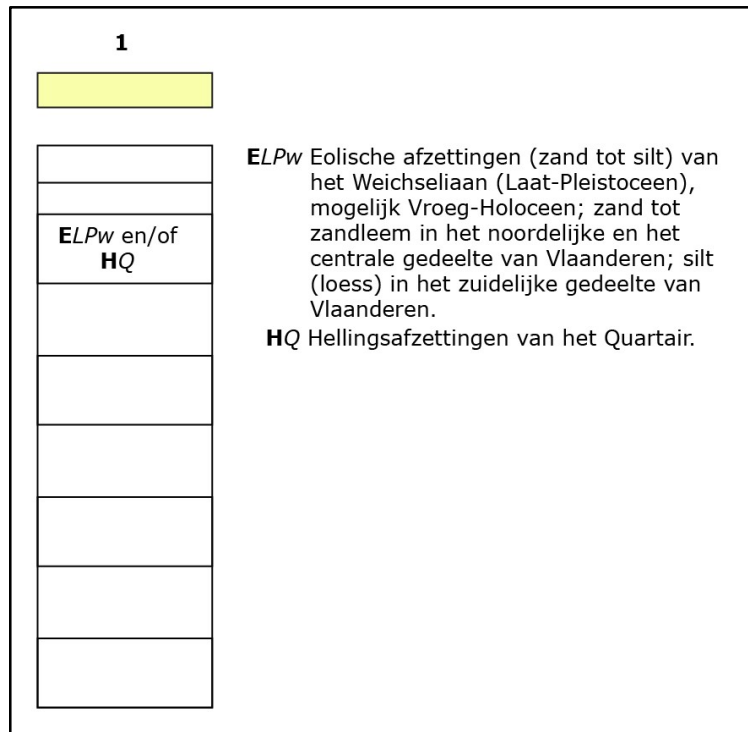 1
ELPw en/of
HQ
ELPw Eolische afzettingen (zand tot silt) van
het Weichseliaan (Laat-Pleistoceen),
mogelijk Vroeg-Holoceen; zand tot
zandleem in het noordelijke en het
centrale gedeelte van Vlaanderen; silt
(loess) in het zuidelijke gedeelte van
Vlaanderen.
HQ Hellingsafzettingen van het Quartair.